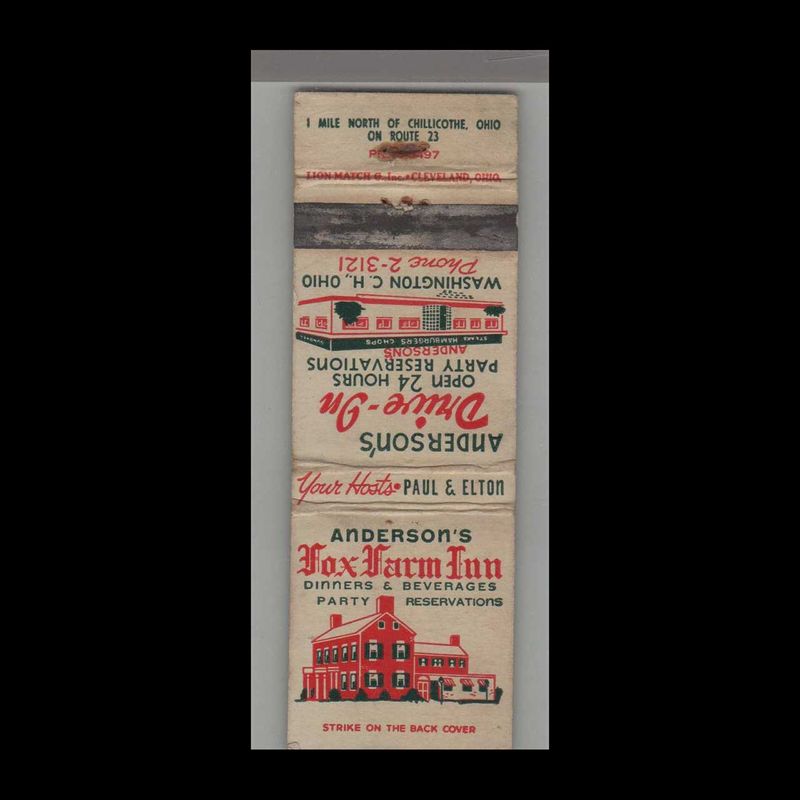 1 MILE NORTH OF CHILLICOTHE, OHIO
ON ROUTE 23
LION MATCH C., Inc. • CLEVELAND, OHIO.
ANDERSON'S
Drive-In
OPEN 24 HOURS
PARTY RESERVATIONS
ANDERSONS
STEAKS HAMBURGERS CHOPS
WASHINGTON C. H., OHIO
Phone 2-3121
Your Hosts • PAUL & ELTON
ANDERSON'S
Fox Farm Inn
DINNERS & BEVERAGES
PARTY RESERVATIONS
STRIKE ON THE BACK COVER